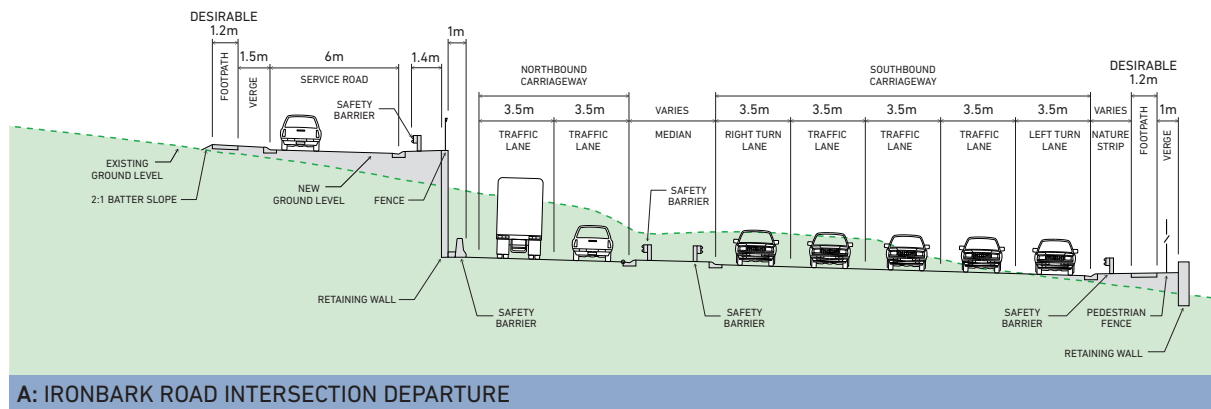 DESIRABLE
1.2m
1.5m
6m
1.4m
1m
FOOTPATH
VERGE
SERVICE ROAD
SAFETY
BARRIER
NORTHBOUND
CARRIAGEWAY
SOUTHBOUND
CARRIAGEWAY
DESIRABLE
1.2m
3.5m
3.5m
VARIES
3.5m
3.5m
3.5m
3.5m
3.5m
VARIES
1m
TRAFFIC
LANE
TRAFFIC
LANE
MEDIAN
RIGHT TURN
LANE
TRAFFIC
LANE
TRAFFIC
LANE
TRAFFIC
LANE
LEFT TURN
LANE
NATURE
STRIP
FOOTPATH
VERGE
EXISTING
GROUND LEVEL
2:1 BATTER SLOPE
NEW
GROUND LEVEL
FENCE
SAFETY
BARRIER
RETAINING WALL
SAFETY
BARRIER
SAFETY
BARRIER
SAFETY
BARRIER
PEDESTRIAN
FENCE
RETAINING WALL
A: IRONBARK ROAD INTERSECTION DEPARTURE